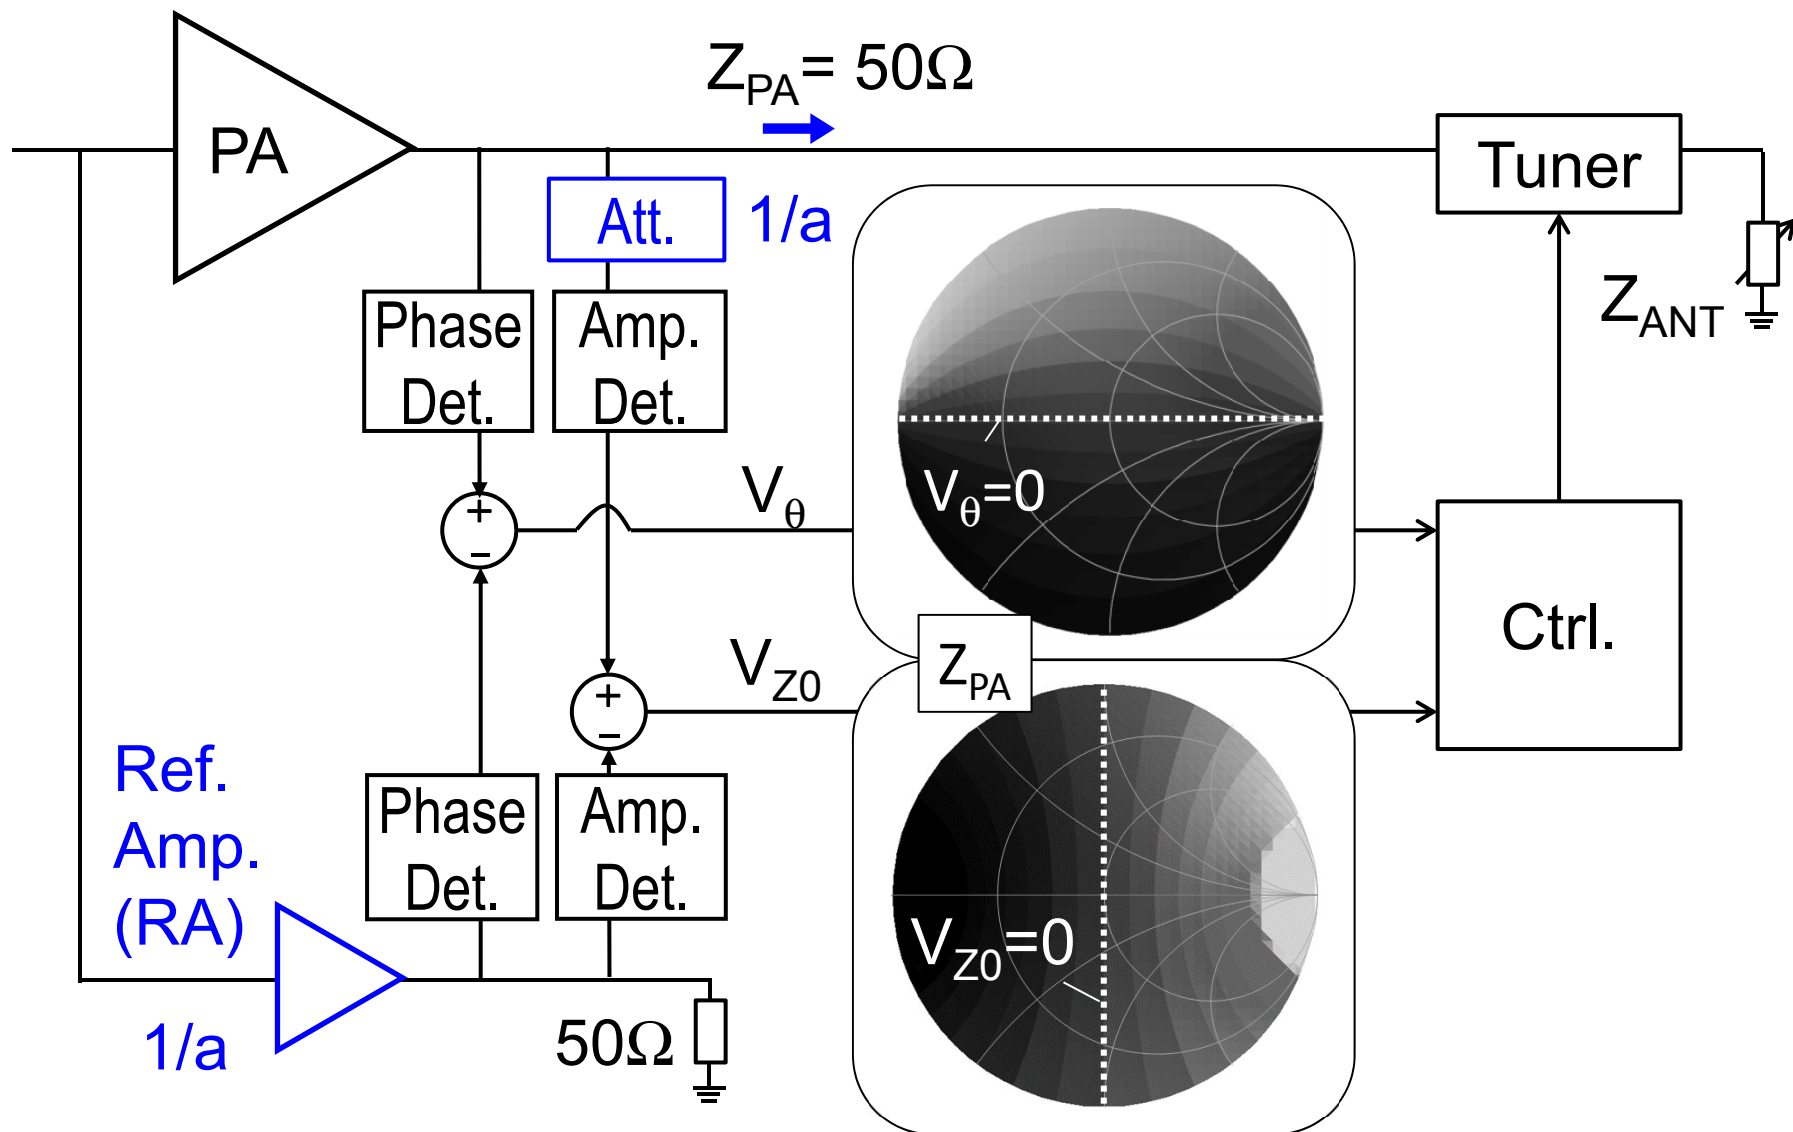 Z_PA = 50Ω
PA
Tuner
Att.
1/a
Phase
Det.
Amp.
Det.
Z_ANT
V_θ
V_θ=0
+
−
Ctrl.
V_Z0
Z_PA
+
−
Ref.
Amp.
(RA)
Phase
Det.
Amp.
Det.
V_Z0=0
1/a
50Ω